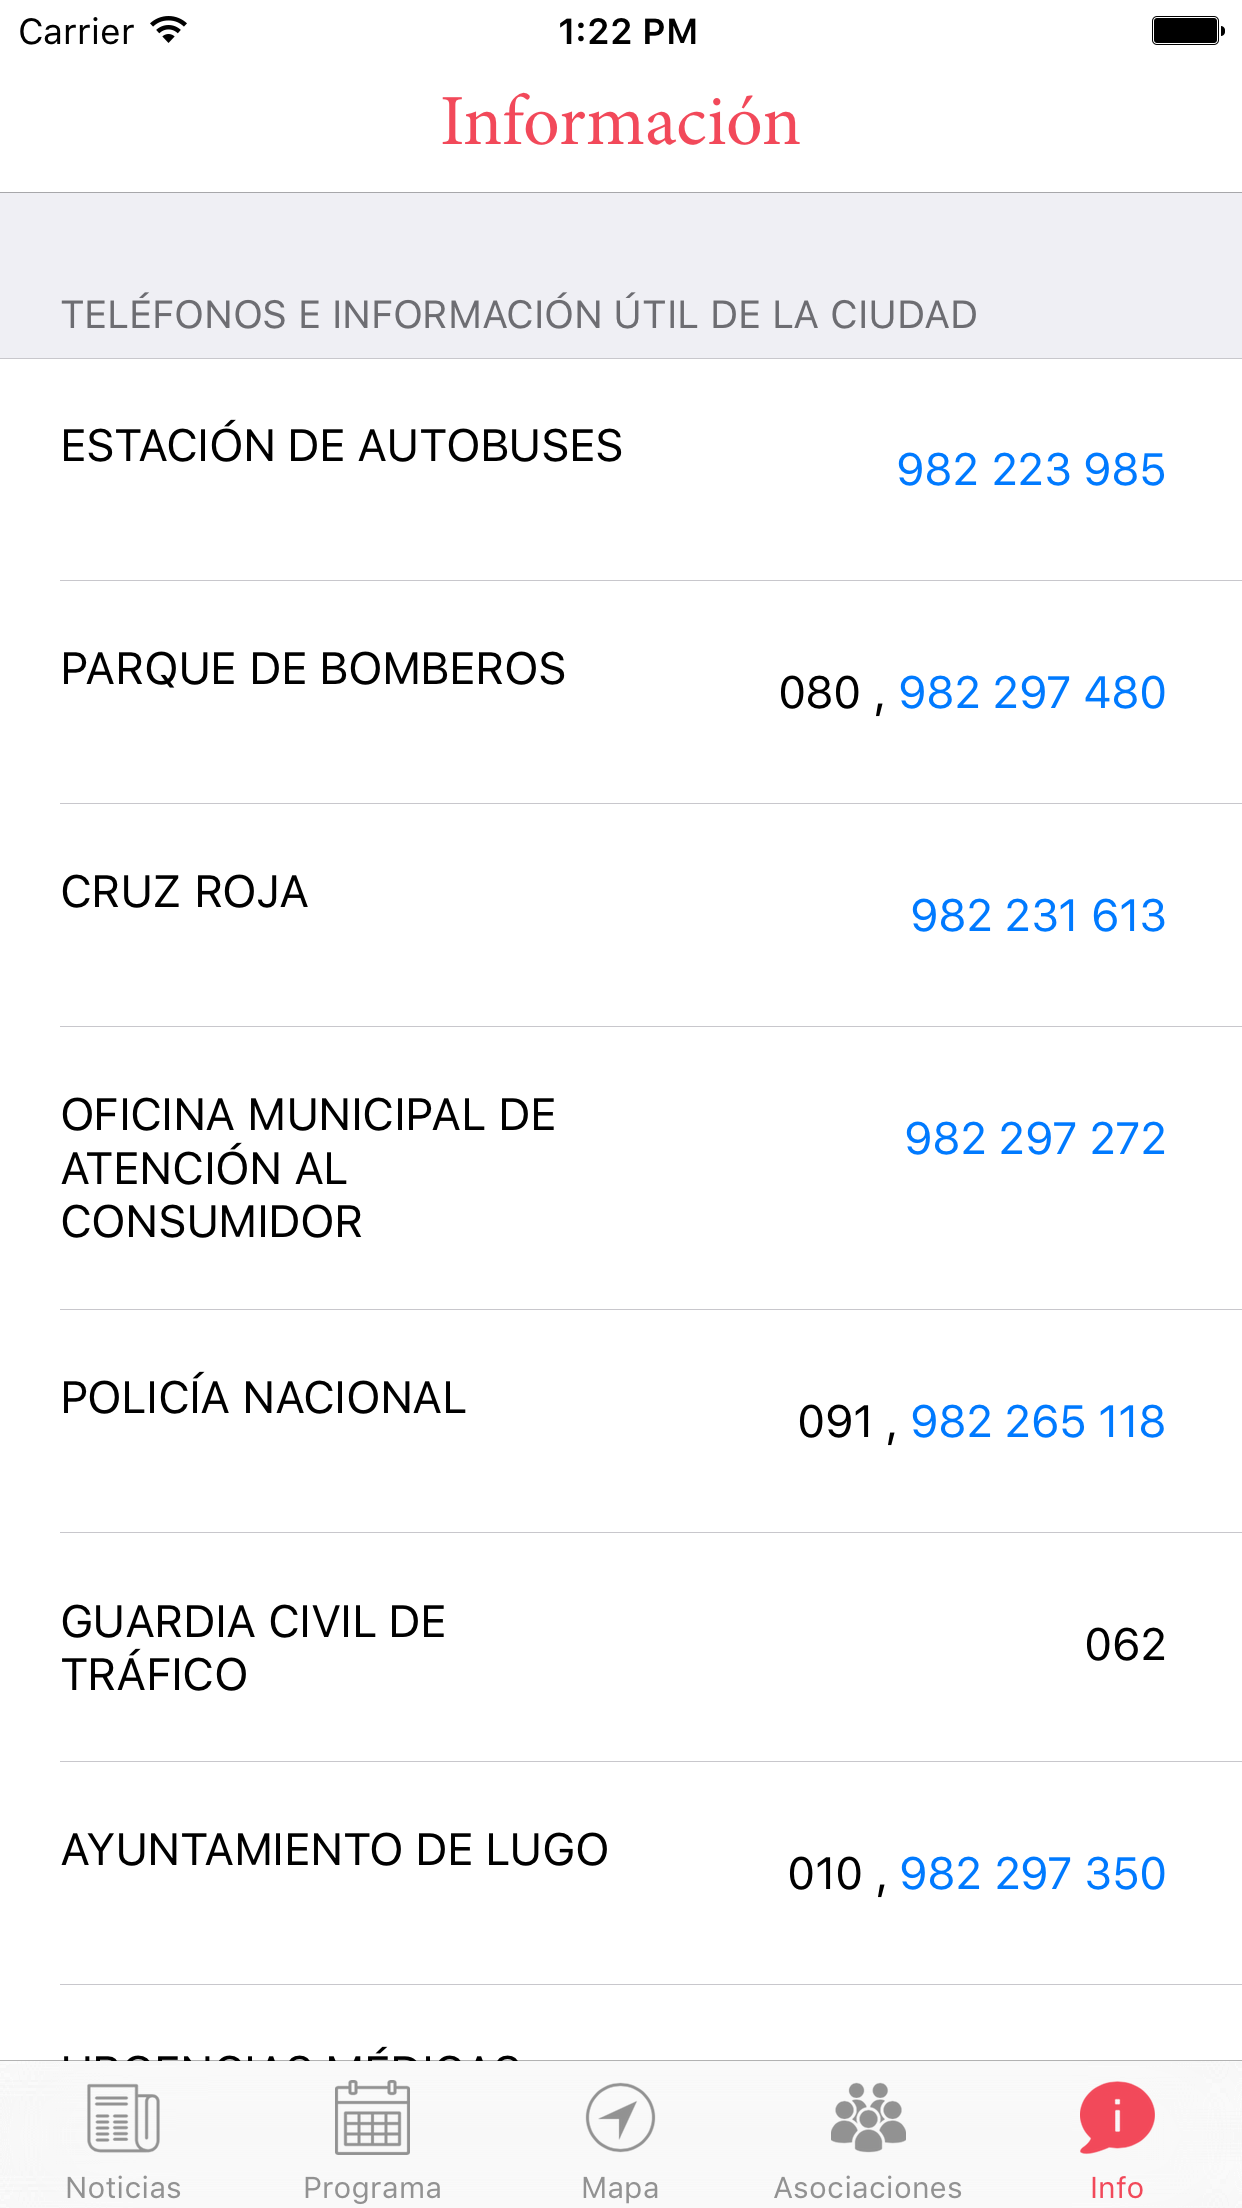 Carrier 1:22 PM
Información
TELÉFONOS E INFORMACIÓN ÚTIL DE LA CIUDAD
ESTACIÓN DE AUTOBUSES
982 223 985
PARQUE DE BOMBEROS
080 , 982 297 480
CRUZ ROJA
982 231 613
OFICINA MUNICIPAL DE
ATENCIÓN AL
CONSUMIDOR
982 297 272
POLICÍA NACIONAL
091 , 982 265 118
GUARDIA CIVIL DE
TRÁFICO
062
AYUNTAMIENTO DE LUGO
010 , 982 297 350
URGENCIAS MÉDICAS
Noticias Programa Mapa Asociaciones Info